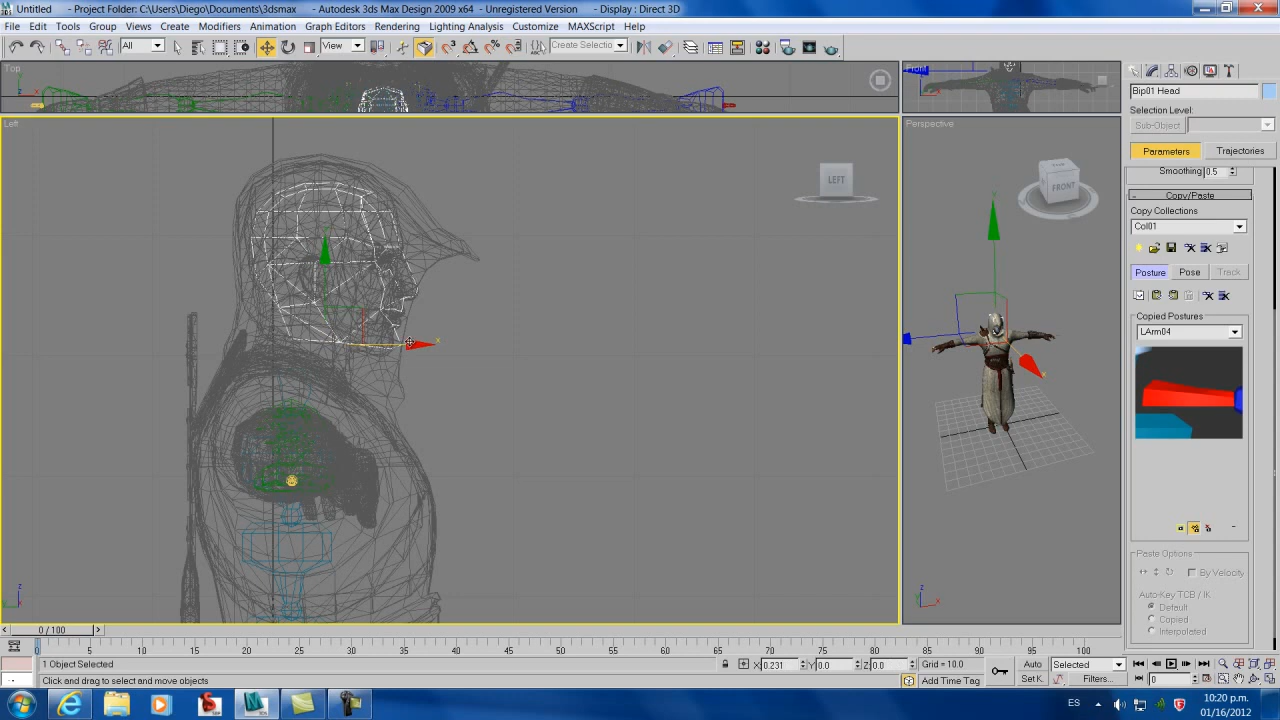 Untitled - Project Folder: C:\Users\Diego\Documents\3dsmax - Autodesk 3ds Max Design 2009 x64 - Unregistered Version - Display : Direct 3D
File Edit Tools Group Views Create Modifiers Animation Graph Editors Rendering Lighting Analysis Customize MAXScript Help
All View Create Selectio
Top Front
Bip01 Head
Selection Level:
Sub-Object
Left Perspective
Parameters Trajectories
LEFT FRONT
Smoothing 0.5
- Copy/Paste
Copy Collections
Col01
Posture Pose Track
Copied Postures
LArm04
Paste Options
By Velocity
Auto-Key TCB / IK
Default
Copied
Interpolated
0 / 100
0 5 10 15 20 25 30 35 40 45 50 55 60 65 70 75 80 85 90 95 100
1 Object Selected X: 0.231 Y: 0.0 Z: 0.0 Grid = 10.0 Auto Selected
Click and drag to select and move objects Add Time Tag Set K. Filters... 0
ES 10:20 p.m.
01/16/2012